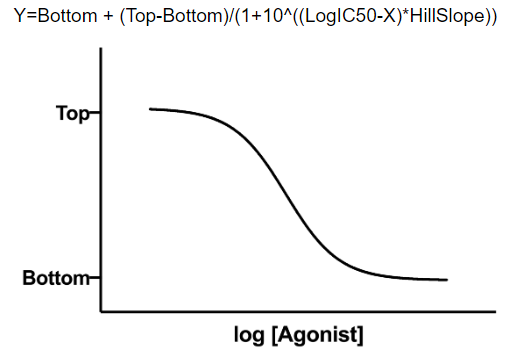 Y=Bottom + (Top-Bottom)/(1+10^((LogIC50-X)*HillSlope))
Top
Bottom
log [Agonist]